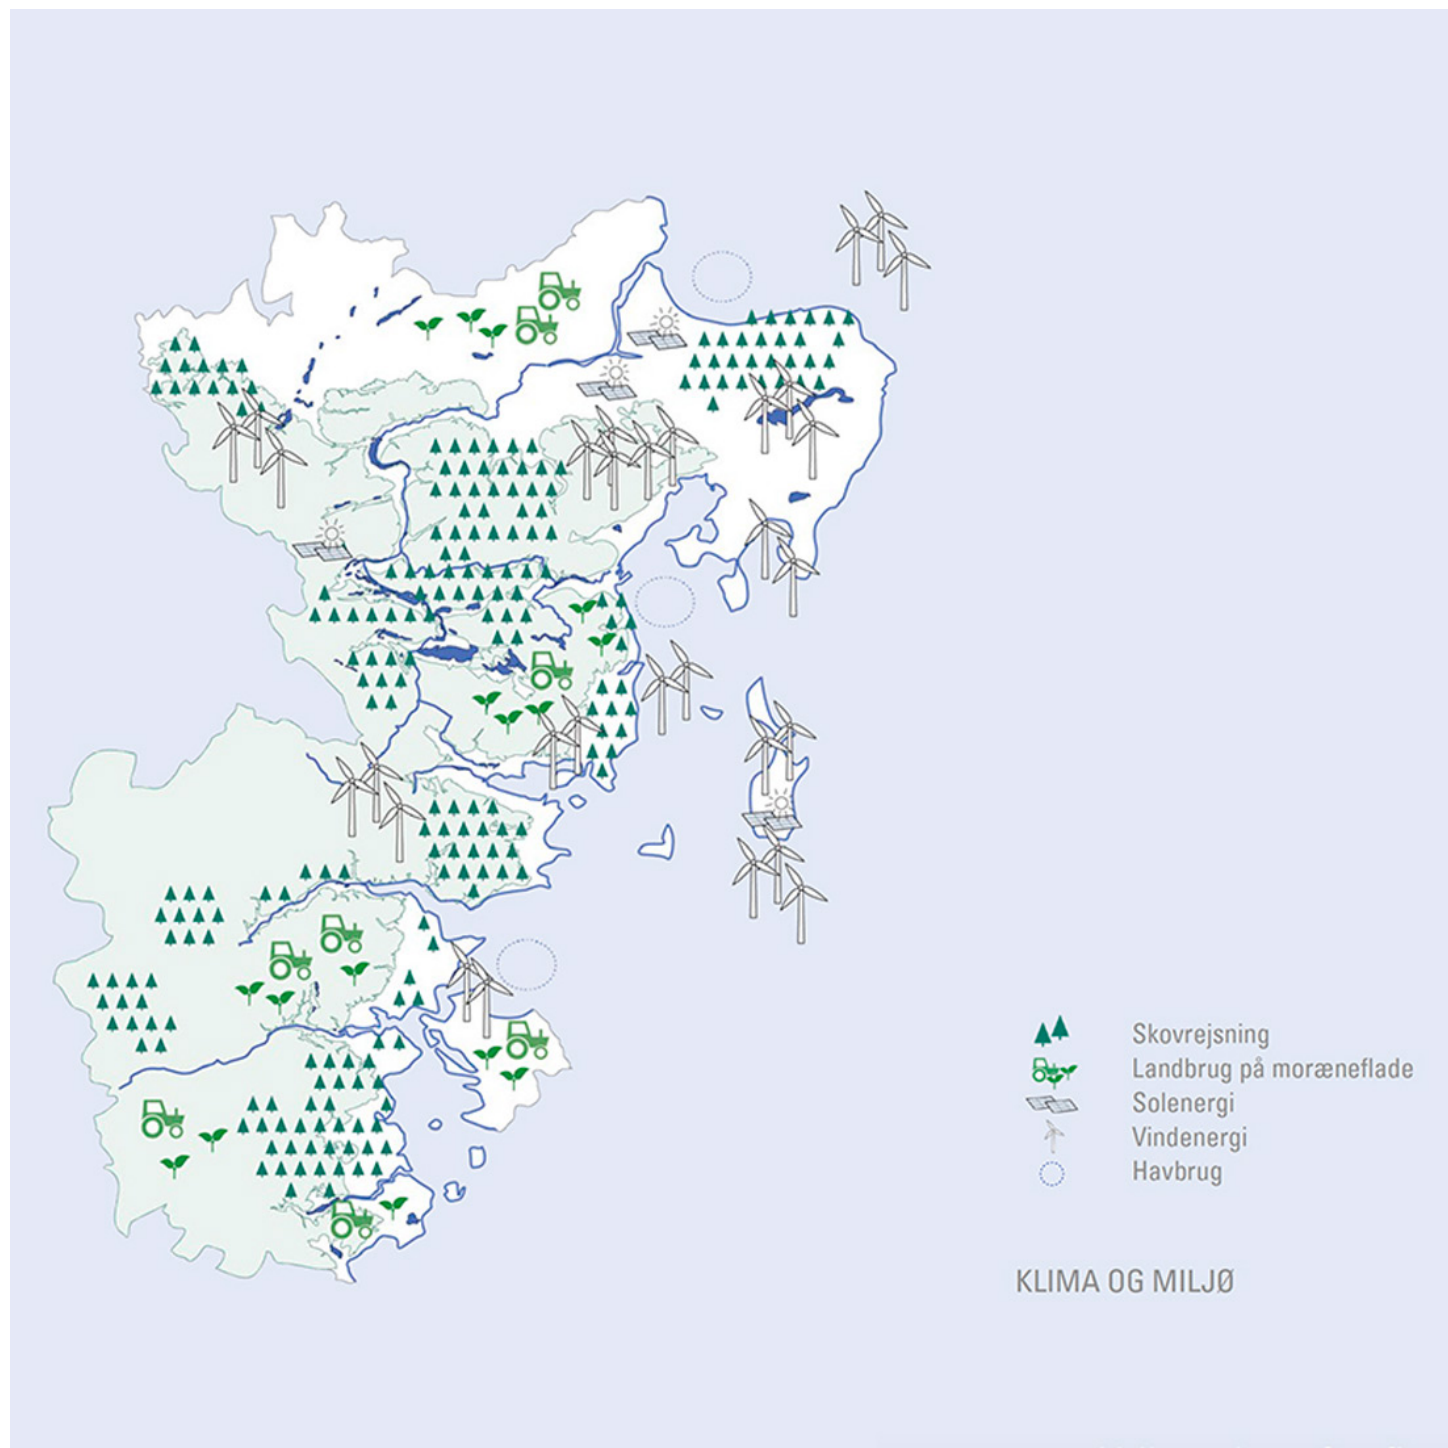 Skovrejsning
Landbrug på moræneflade
Solenergi
Vindenergi
Havbrug
KLIMA OG MILJØ